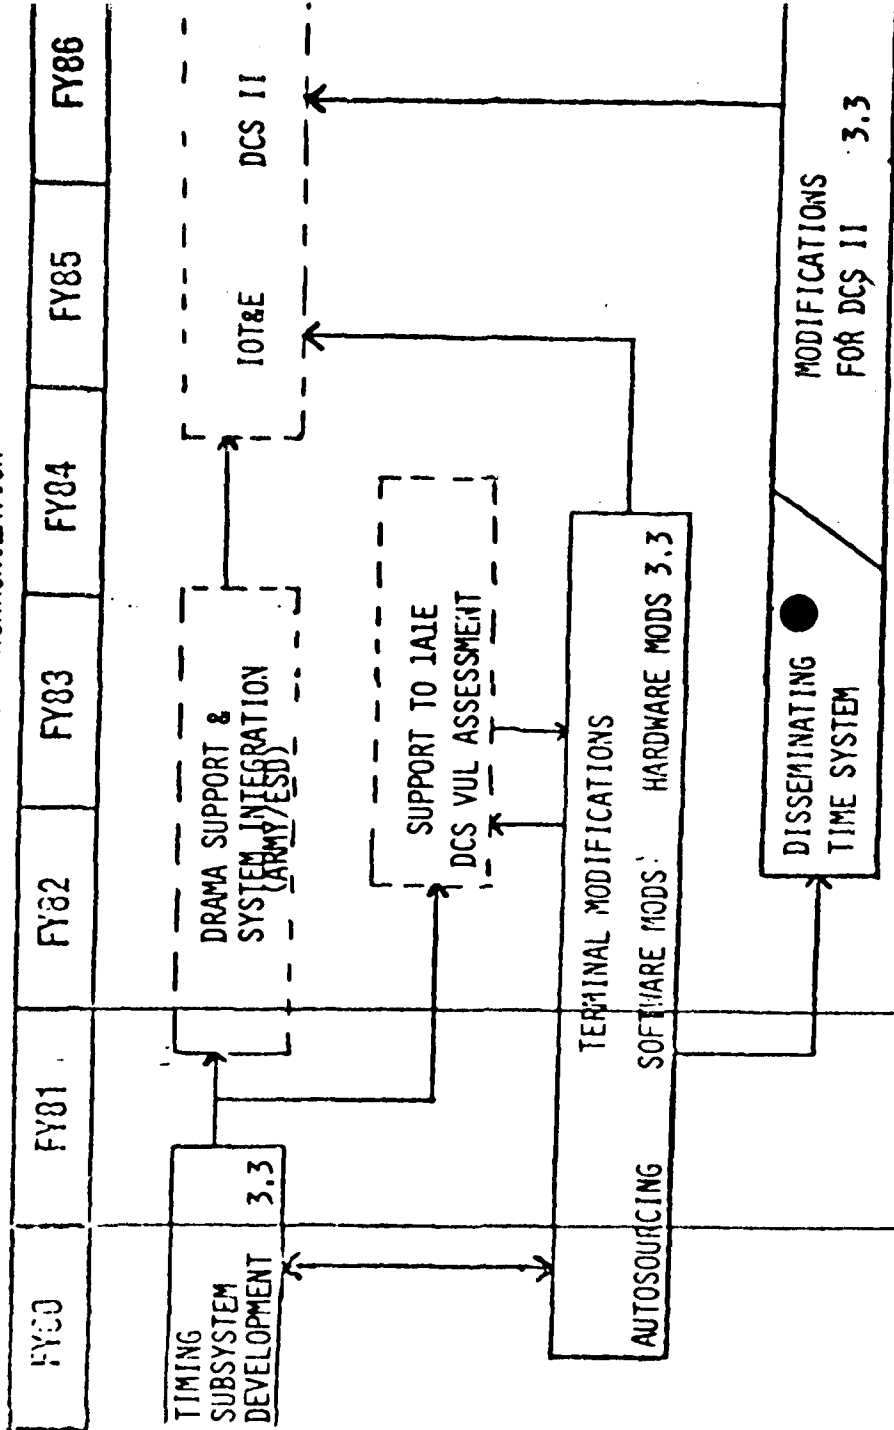 FY80 FY81 FY82 FY83 FY84 FY85 FY86
TIMING
SUBSYSTEM
DEVELOPMENT 3.3
DRAMA SUPPORT &
SYSTEM INTEGRATION
(ARMY/ESD)
IOT&E DCS II
SUPPORT TO 1A1E
DCS VUL ASSESSMENT
TERMINAL MODIFICATIONS
AUTOSOURCING SOFTWARE MODS HARDWARE MODS 3.3
DISSEMINATING
TIME SYSTEM
MODIFICATIONS
FOR DCS II 3.3